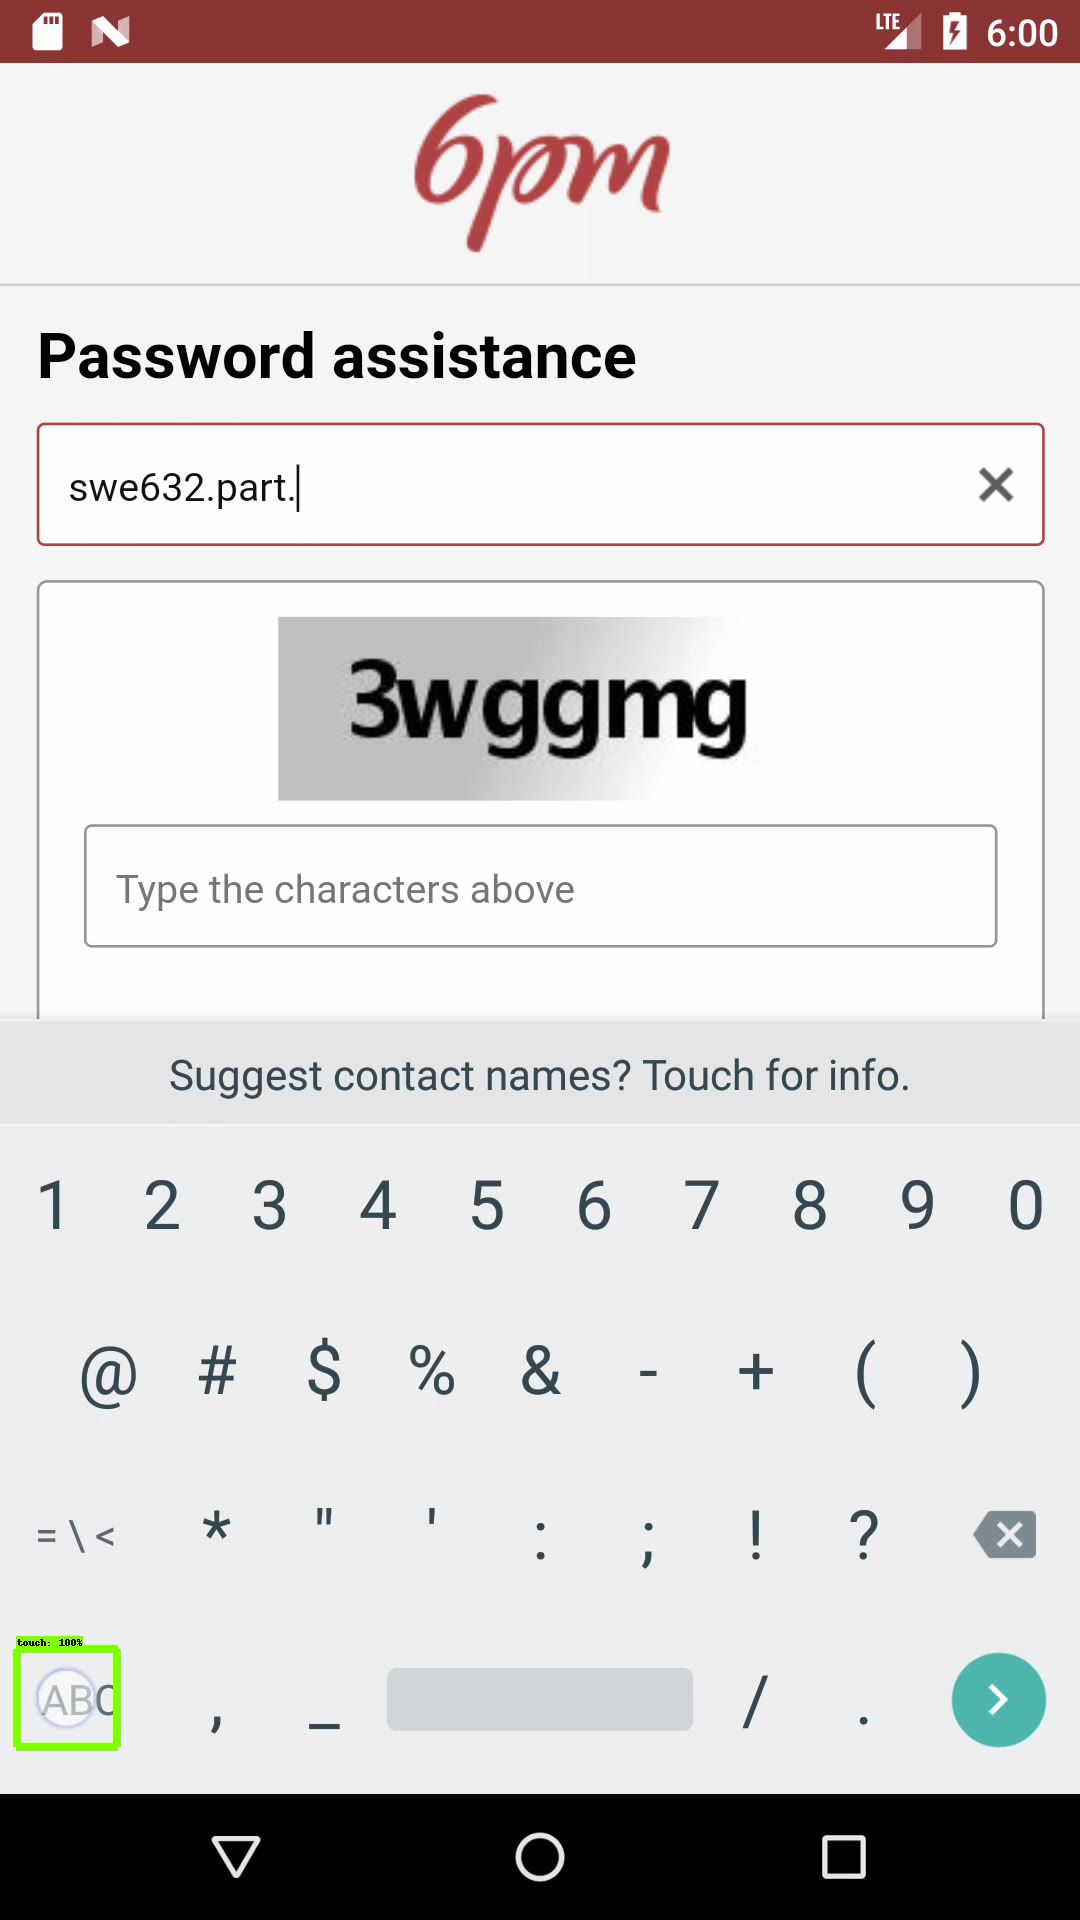 LTE 6:00
6pm
Password assistance
swe632.part.
3wggmg
Type the characters above
Suggest contact names? Touch for info.
1 2 3 4 5 6 7 8 9 0
@ # $ % & - + ( )
= \ < * " ' : ; ! ?
touch: 100%
ABC , _ / .